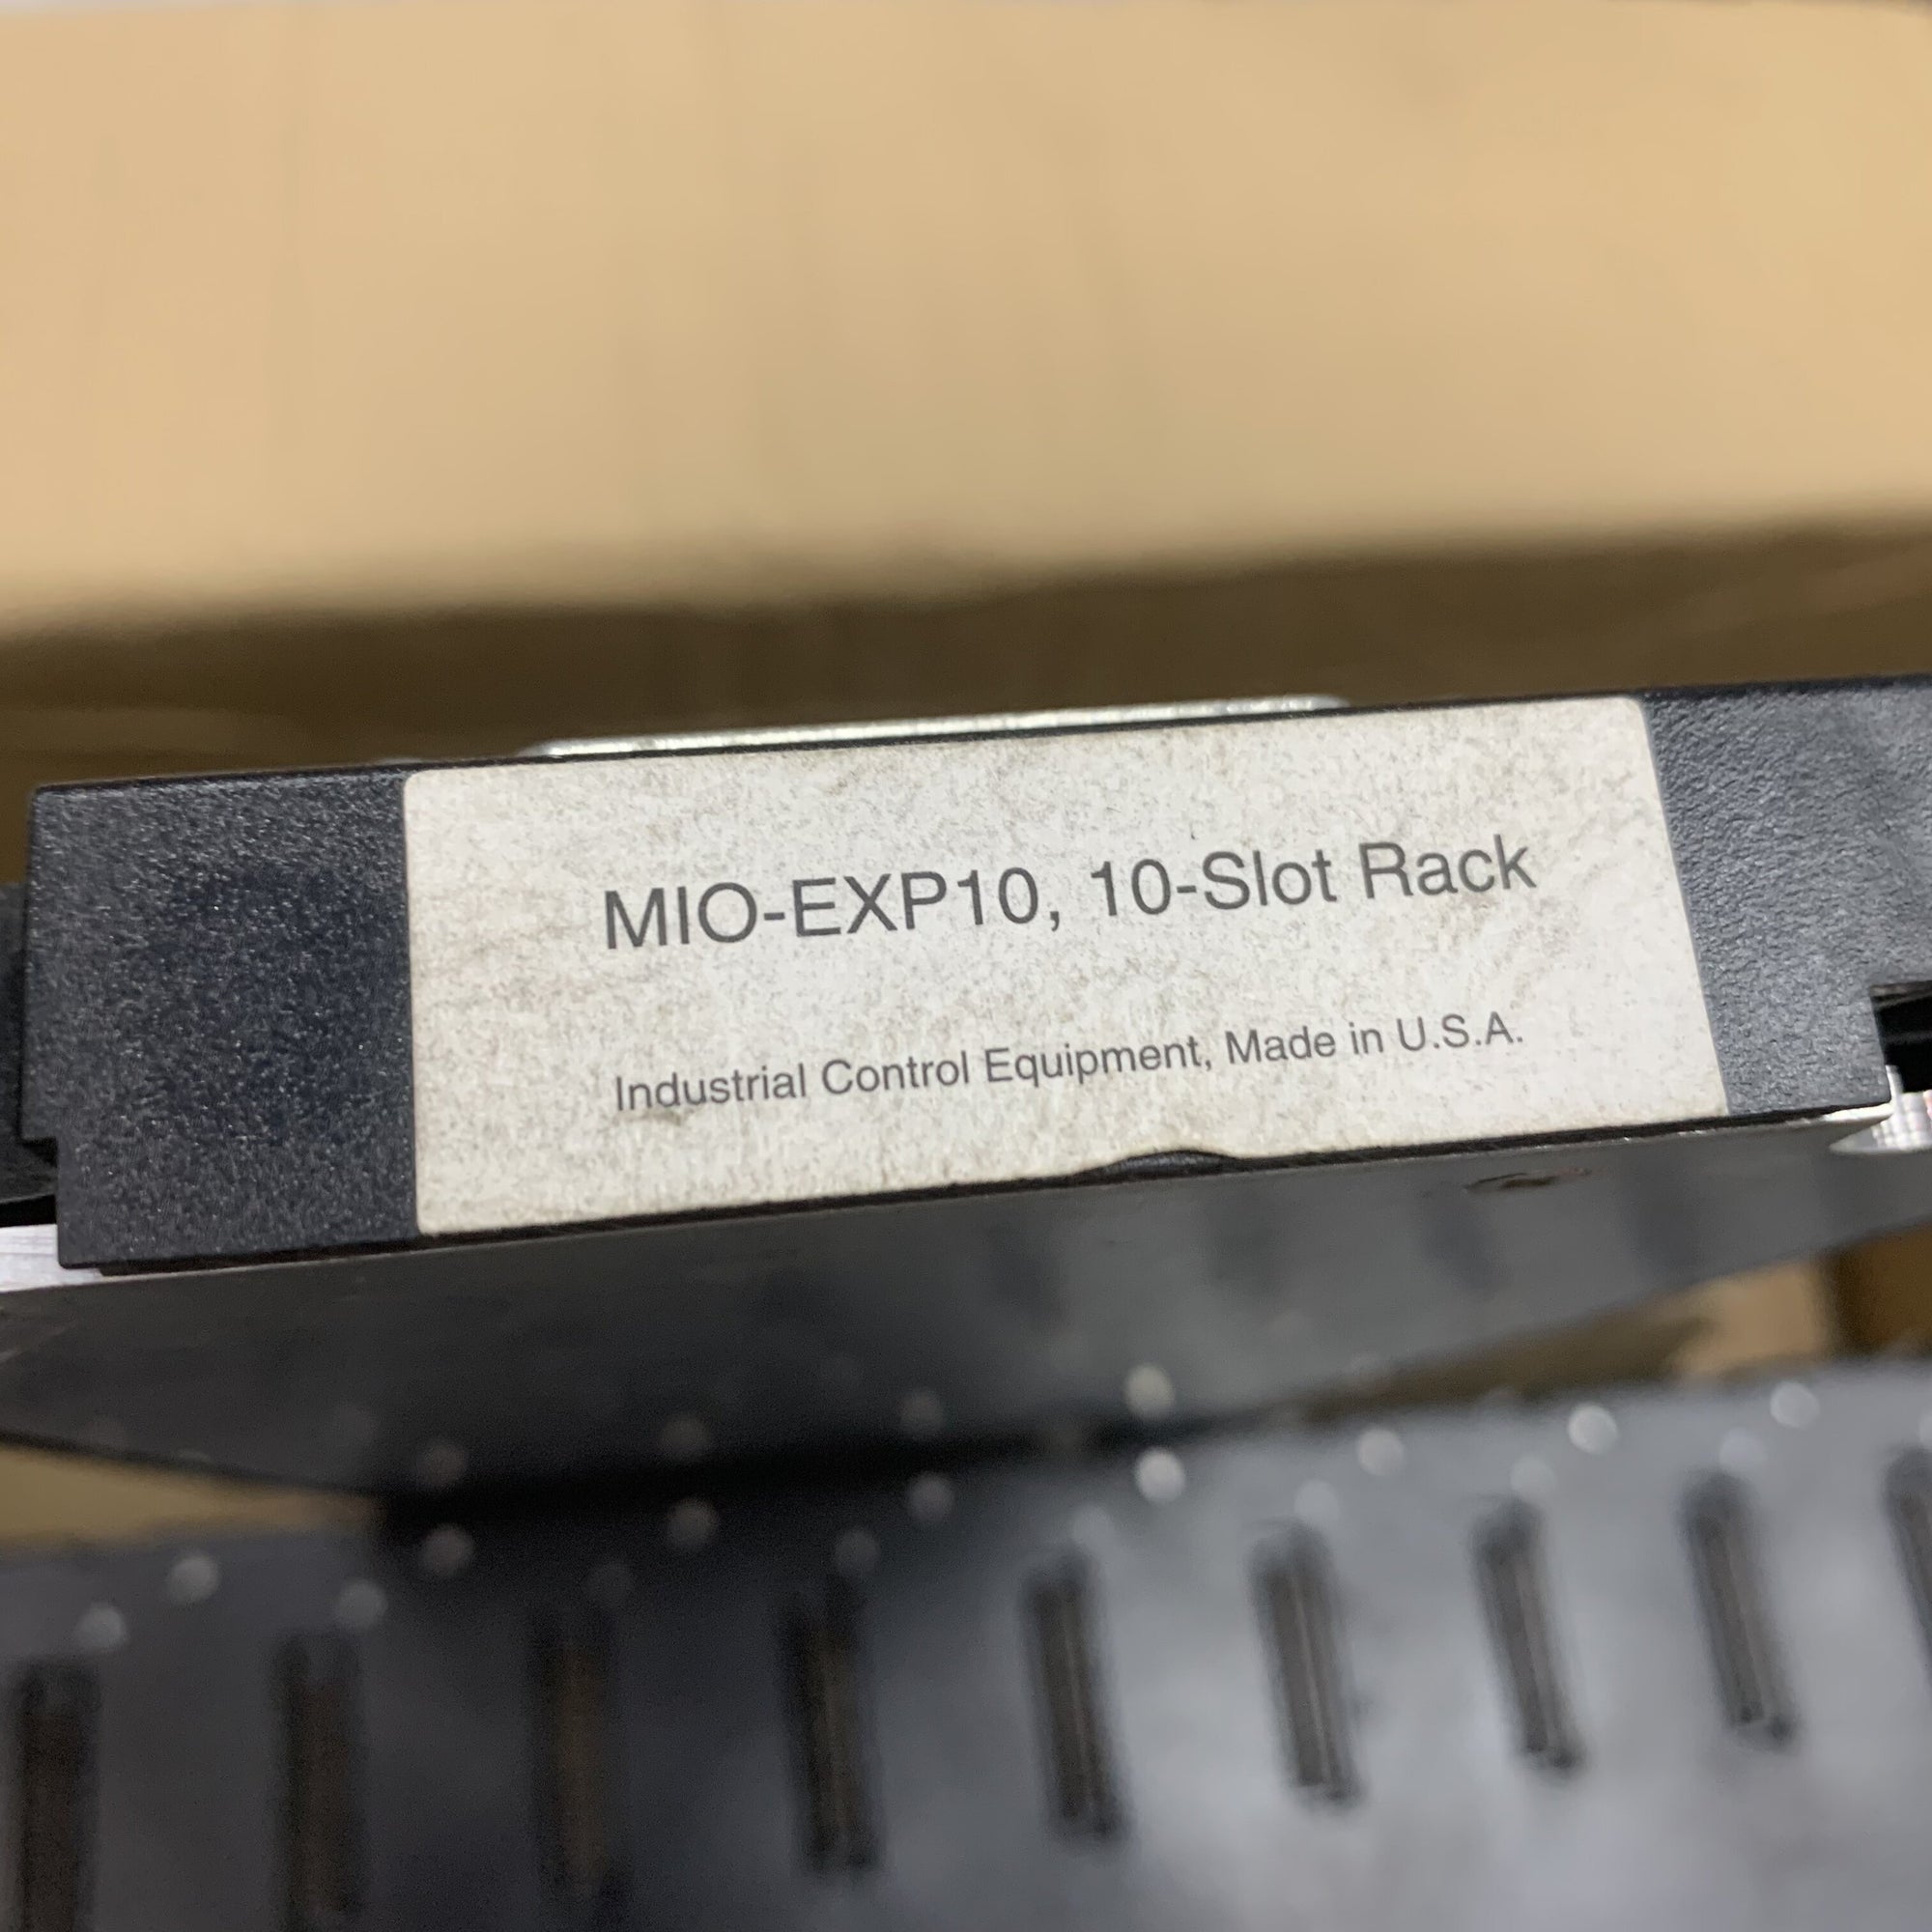 MIO-EXP10, 10-Slot Rack
Industrial Control Equipment, Made in U.S.A.